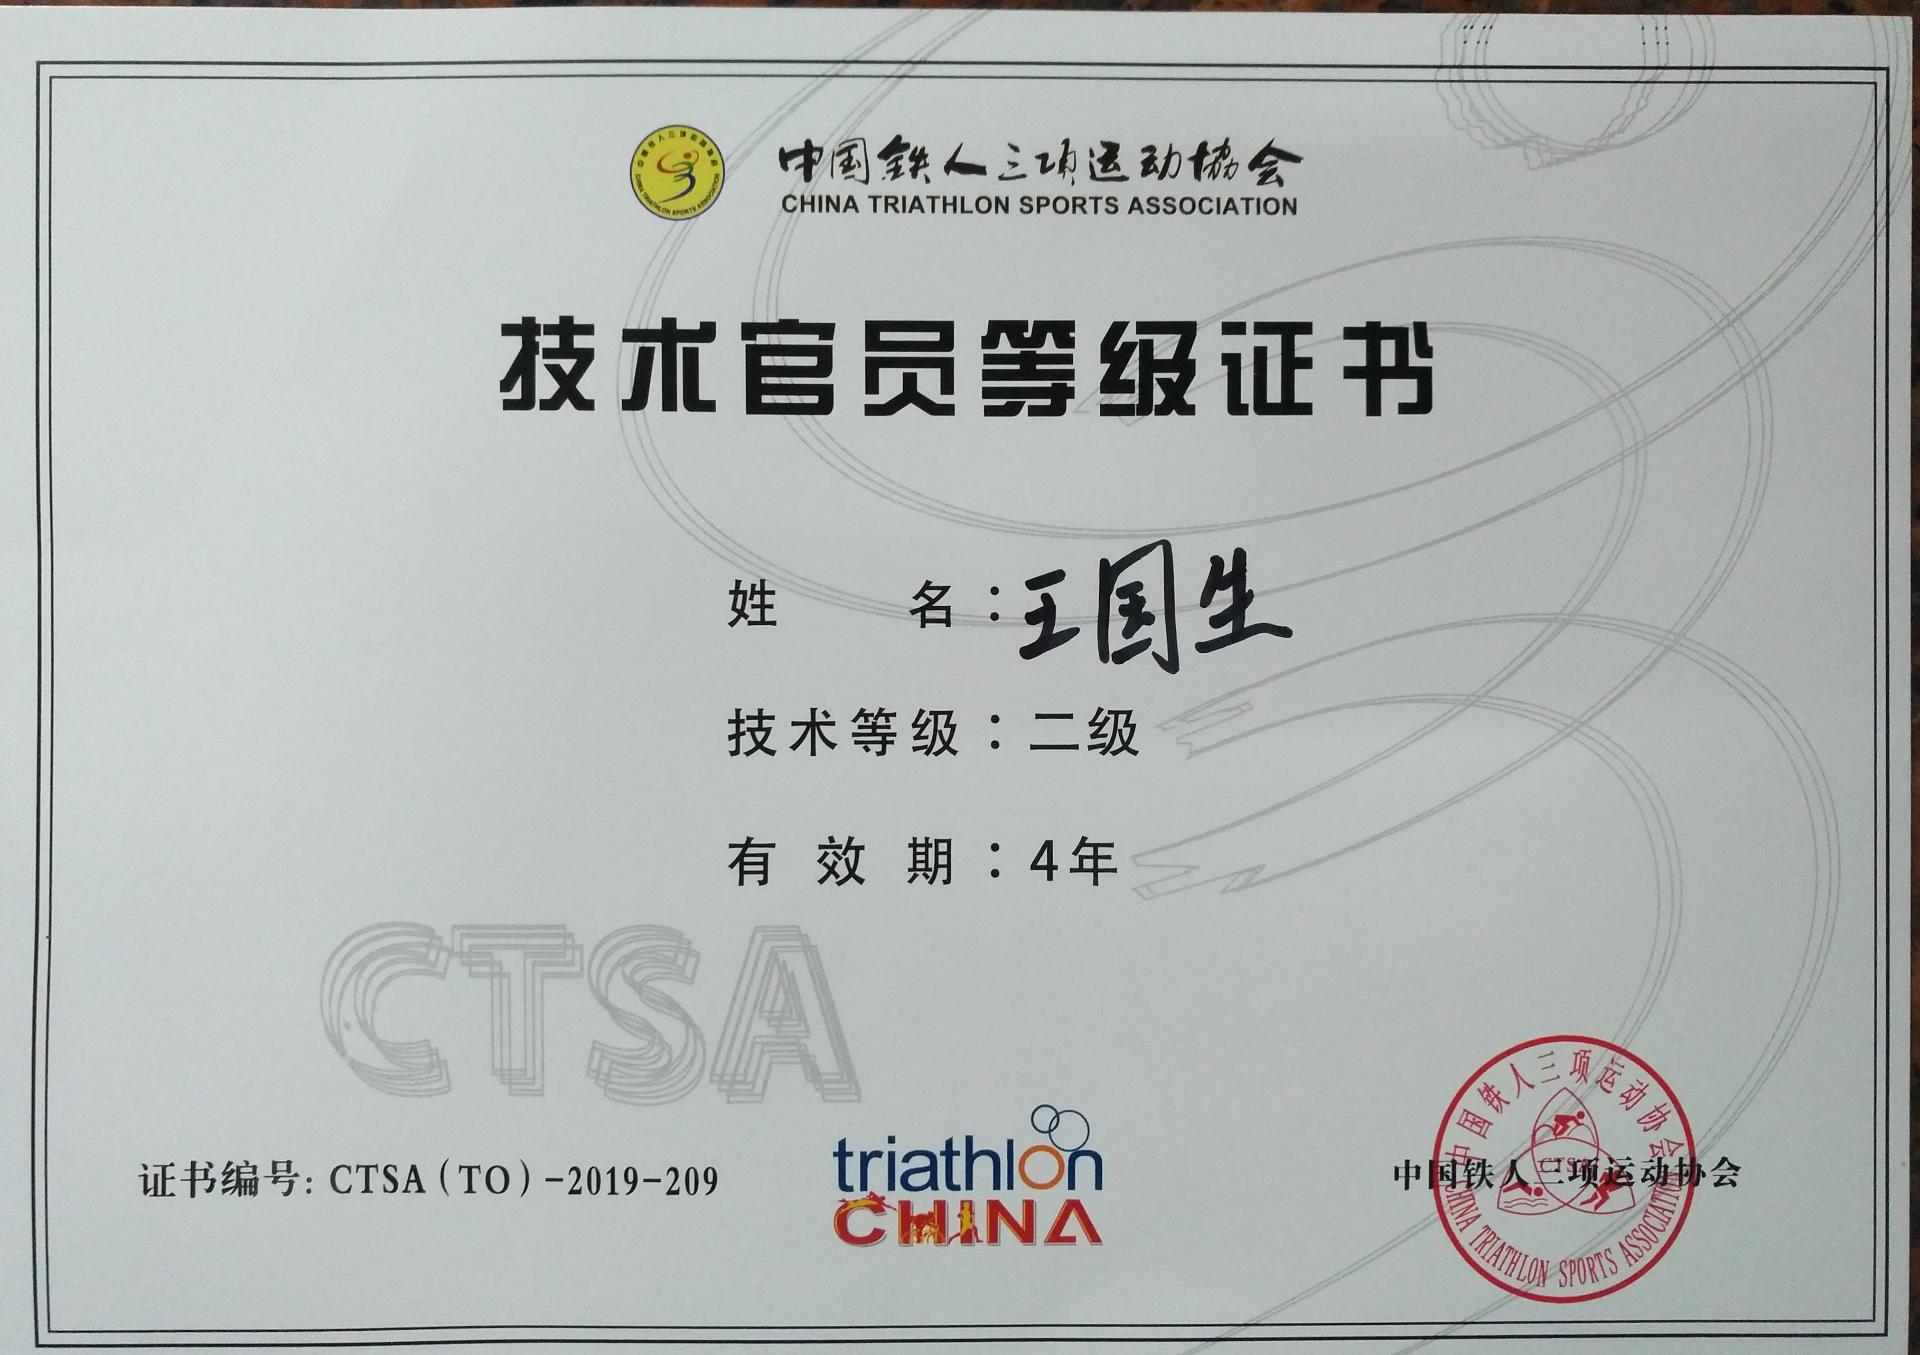 中国铁人三项运动協会
CHINA TRIATHLON SPORTS ASSOCIATION
技术官员等级证书
姓名：王国生
技术等级：二级
有效期：4年
CTSA
证书编号: CTSA(TO)-2019-209
triathlon
CHINA
中国铁人三项运动协会
中国铁人三项运动协会
CTSA
CHINA TRIATHLON SPORTS ASSOCIATION